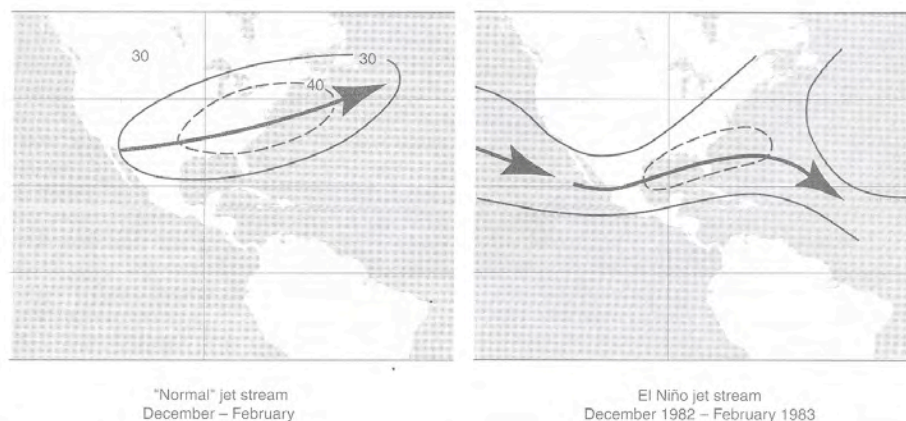 30
30
40
"Normal" jet stream
December – February
El Niño jet stream
December 1982 – February 1983